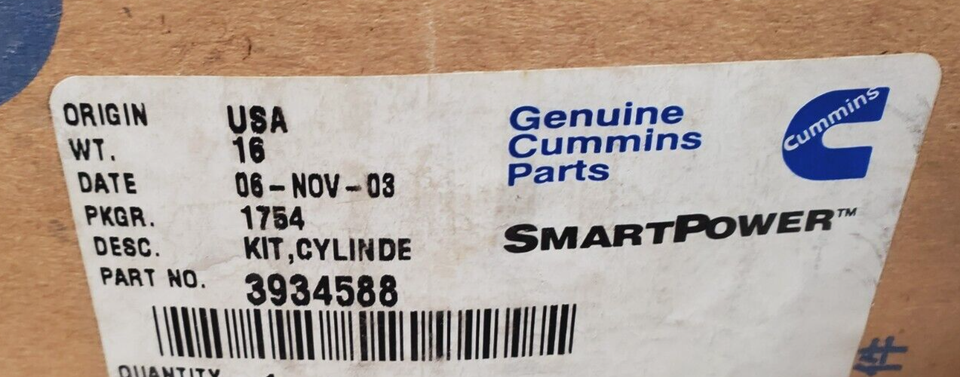 ORIGIN USA
WT. 16
DATE 06-NOV-03
PKGR. 1754
DESC. KIT,CYLINDE
PART NO. 3934588
QUANTITY
Genuine
Cummins
Parts
Cummins
SMARTPOWER™
#